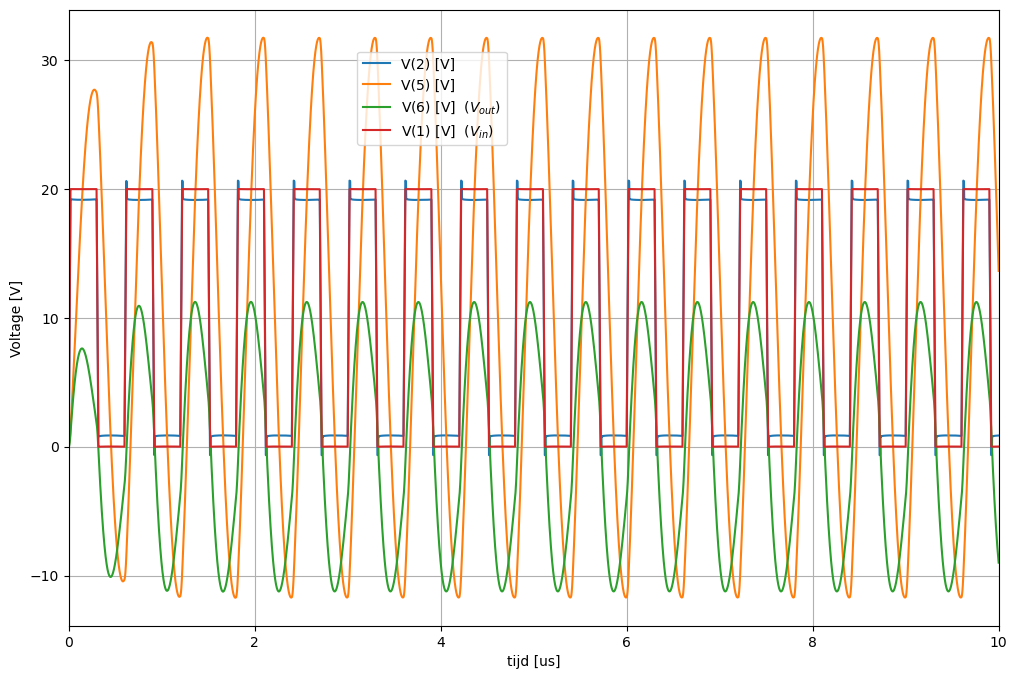 V(2) [V]
V(5) [V]
V(6) [V] (V_out)
V(1) [V] (V_in)
Voltage [V]
30
20
10
0
−10
0 2 4 6 8 10
tijd [us]